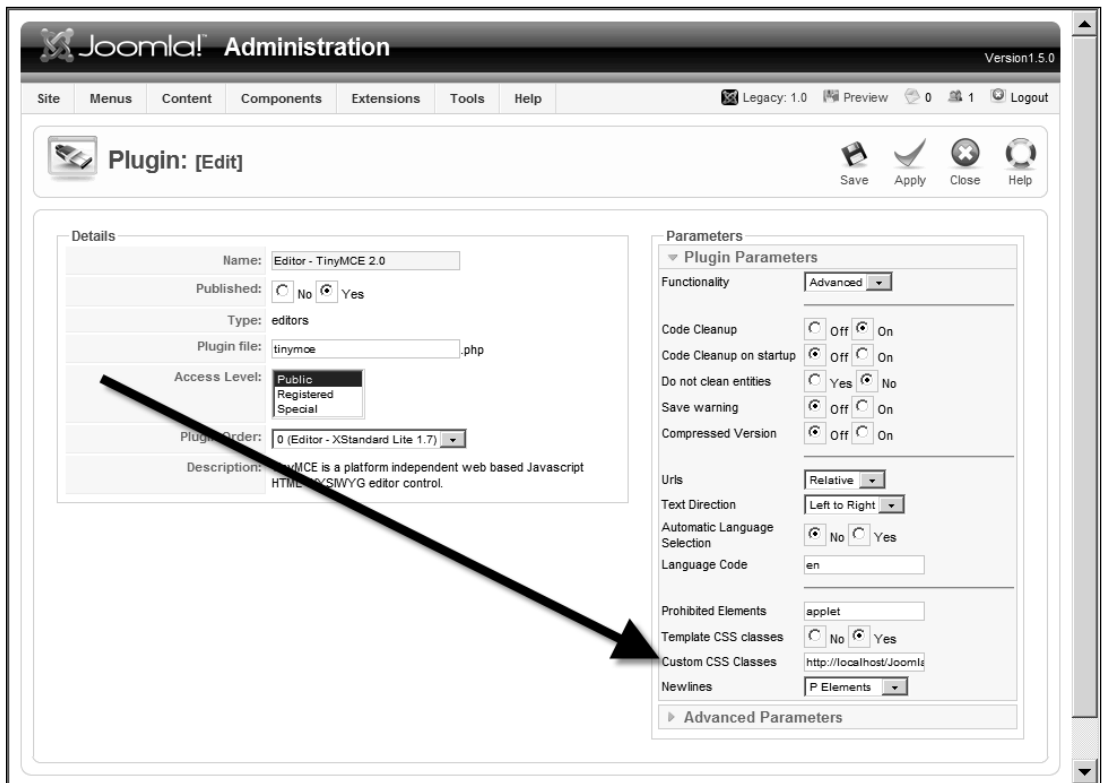 Joomla! Administration
Version1.5.0
Site Menus Content Components Extensions Tools Help Legacy: 1.0 Preview 0 1 Logout
Plugin: [Edit]
Save Apply Close Help
Details
Name: Editor - TinyMCE 2.0
Published: No Yes
Type: editors
Plugin file: tinymce .php
Access Level: Public
Registered
Special
Plugin Order: 0 (Editor - XStandard Lite 1.7)
Description: TinyMCE is a platform independent web based Javascript
HTML WYSIWYG editor control.
Parameters
Plugin Parameters
Functionality Advanced
Code Cleanup Off On
Code Cleanup on startup Off On
Do not clean entities Yes No
Save warning Off On
Compressed Version Off On
Urls Relative
Text Direction Left to Right
Automatic Language
Selection No Yes
Language Code en
Prohibited Elements applet
Template CSS classes No Yes
Custom CSS Classes http://localhost/Joomla
Newlines P Elements
Advanced Parameters